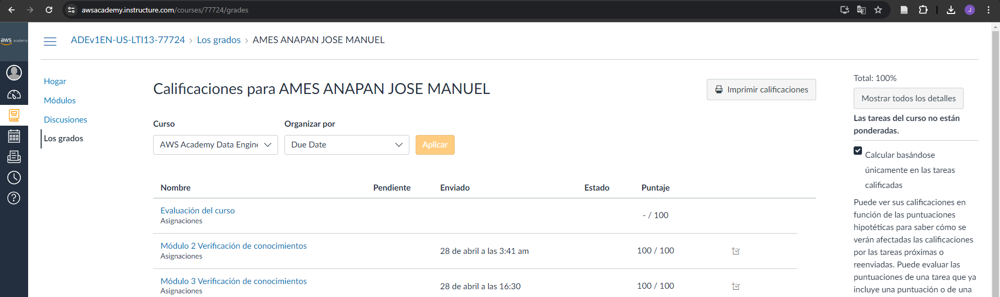 awsacademy.instructure.com/courses/77724/grades
J
aws academy
ADEv1EN-US-LTI13-77724 > Los grados > AMES ANAPAN JOSE MANUEL
Hogar
Módulos
Discusiones
Los grados
Calificaciones para AMES ANAPAN JOSE MANUEL
Imprimir calificaciones
Curso
Organizar por
AWS Academy Data Engine
Due Date
Aplicar
Nombre Pendiente Enviado Estado Puntaje
Evaluación del curso
Asignaciones
- / 100
Módulo 2 Verificación de conocimientos
Asignaciones
28 de abril a las 3:41 am
100 / 100
Módulo 3 Verificación de conocimientos
Asignaciones
28 de abril a las 16:30
100 / 100
Total: 100%
Mostrar todos los detalles
Las tareas del curso no están
ponderadas.
Calcular basándose
únicamente en las tareas
calificadas
Puede ver sus calificaciones en
función de las puntuaciones
hipotéticas para saber cómo se
verán afectadas las calificaciones
por las tareas próximas o
reenviadas. Puede evaluar las
puntuaciones de una tarea que ya
incluye una puntuación o de una